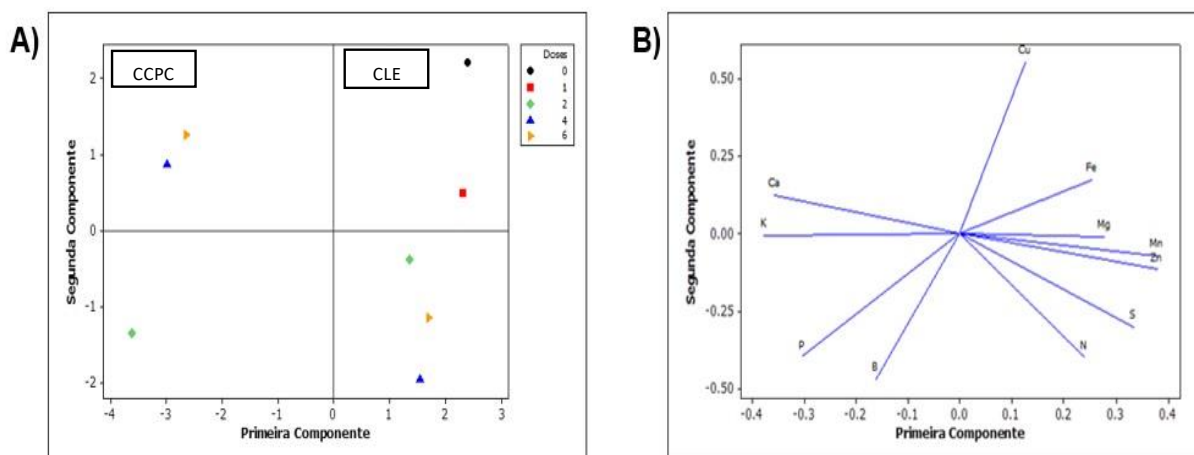 A)
CCPC
CLE
Doses
0
1
2
4
6
Segunda Componente
2
1
0
-1
-2
-4
-3
-2
-1
0
1
2
3
Primeira Componente
B)
Segunda Componente
0.50
0.25
0.00
-0.25
-0.50
Cu
Fe
Ca
K
Mg
Mn
Zn
S
P
N
B
-0.4
-0.3
-0.2
-0.1
0.0
0.1
0.2
0.3
0.4
Primeira Componente